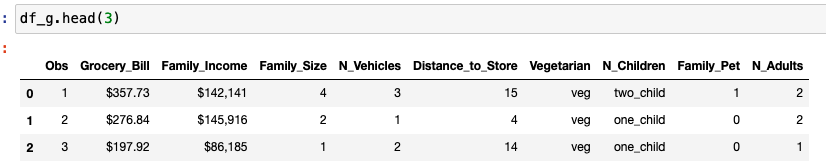 : df_g.head(3)
:
Obs Grocery_Bill Family_Income Family_Size N_Vehicles Distance_to_Store Vegetarian N_Children Family_Pet N_Adults
0 1 $357.73 $142,141 4 3 15 veg two_child 1 2
1 2 $276.84 $145,916 2 1 4 veg one_child 0 2
2 3 $197.92 $86,185 1 2 14 veg one_child 0 1